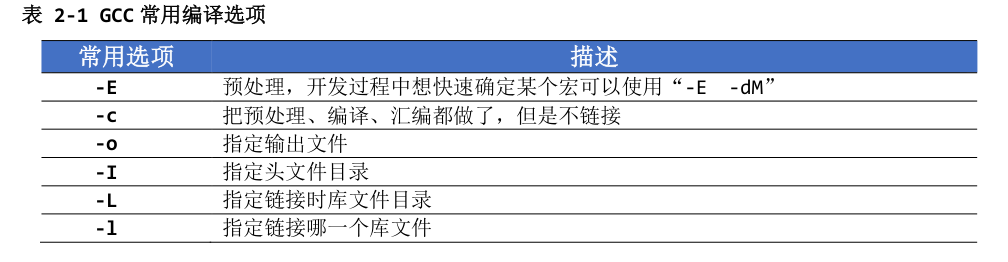 表 2-1 GCC 常用编译选项
常用选项 描述
-E 预处理，开发过程中想快速确定某个宏可以使用“-E  -dM”
-c 把预处理、编译、汇编都做了，但是不链接
-o 指定输出文件
-I 指定头文件目录
-L 指定链接时库文件目录
-l 指定链接哪一个库文件